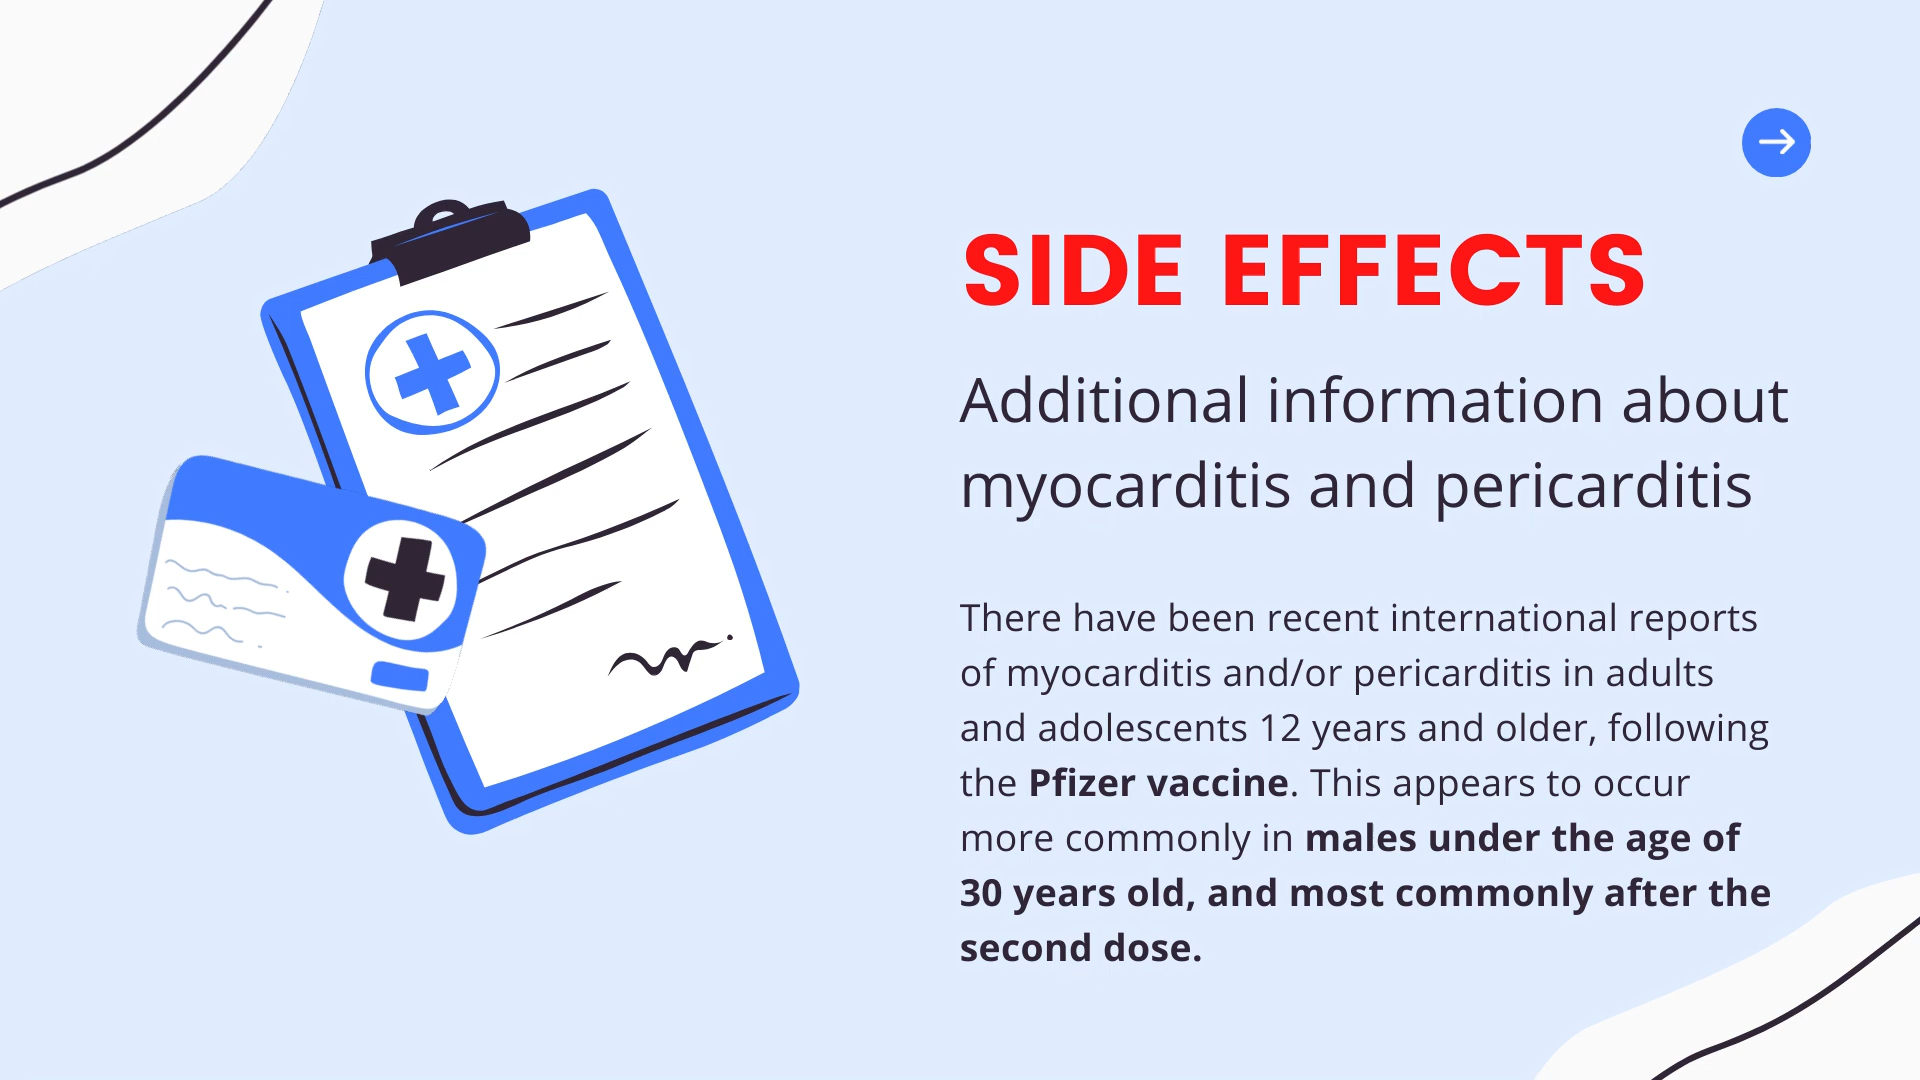 SIDE EFFECTS
Additional information about
myocarditis and pericarditis
There have been recent international reports
of myocarditis and/or pericarditis in adults
and adolescents 12 years and older, following
the Pfizer vaccine. This appears to occur
more commonly in males under the age of
30 years old, and most commonly after the
second dose.